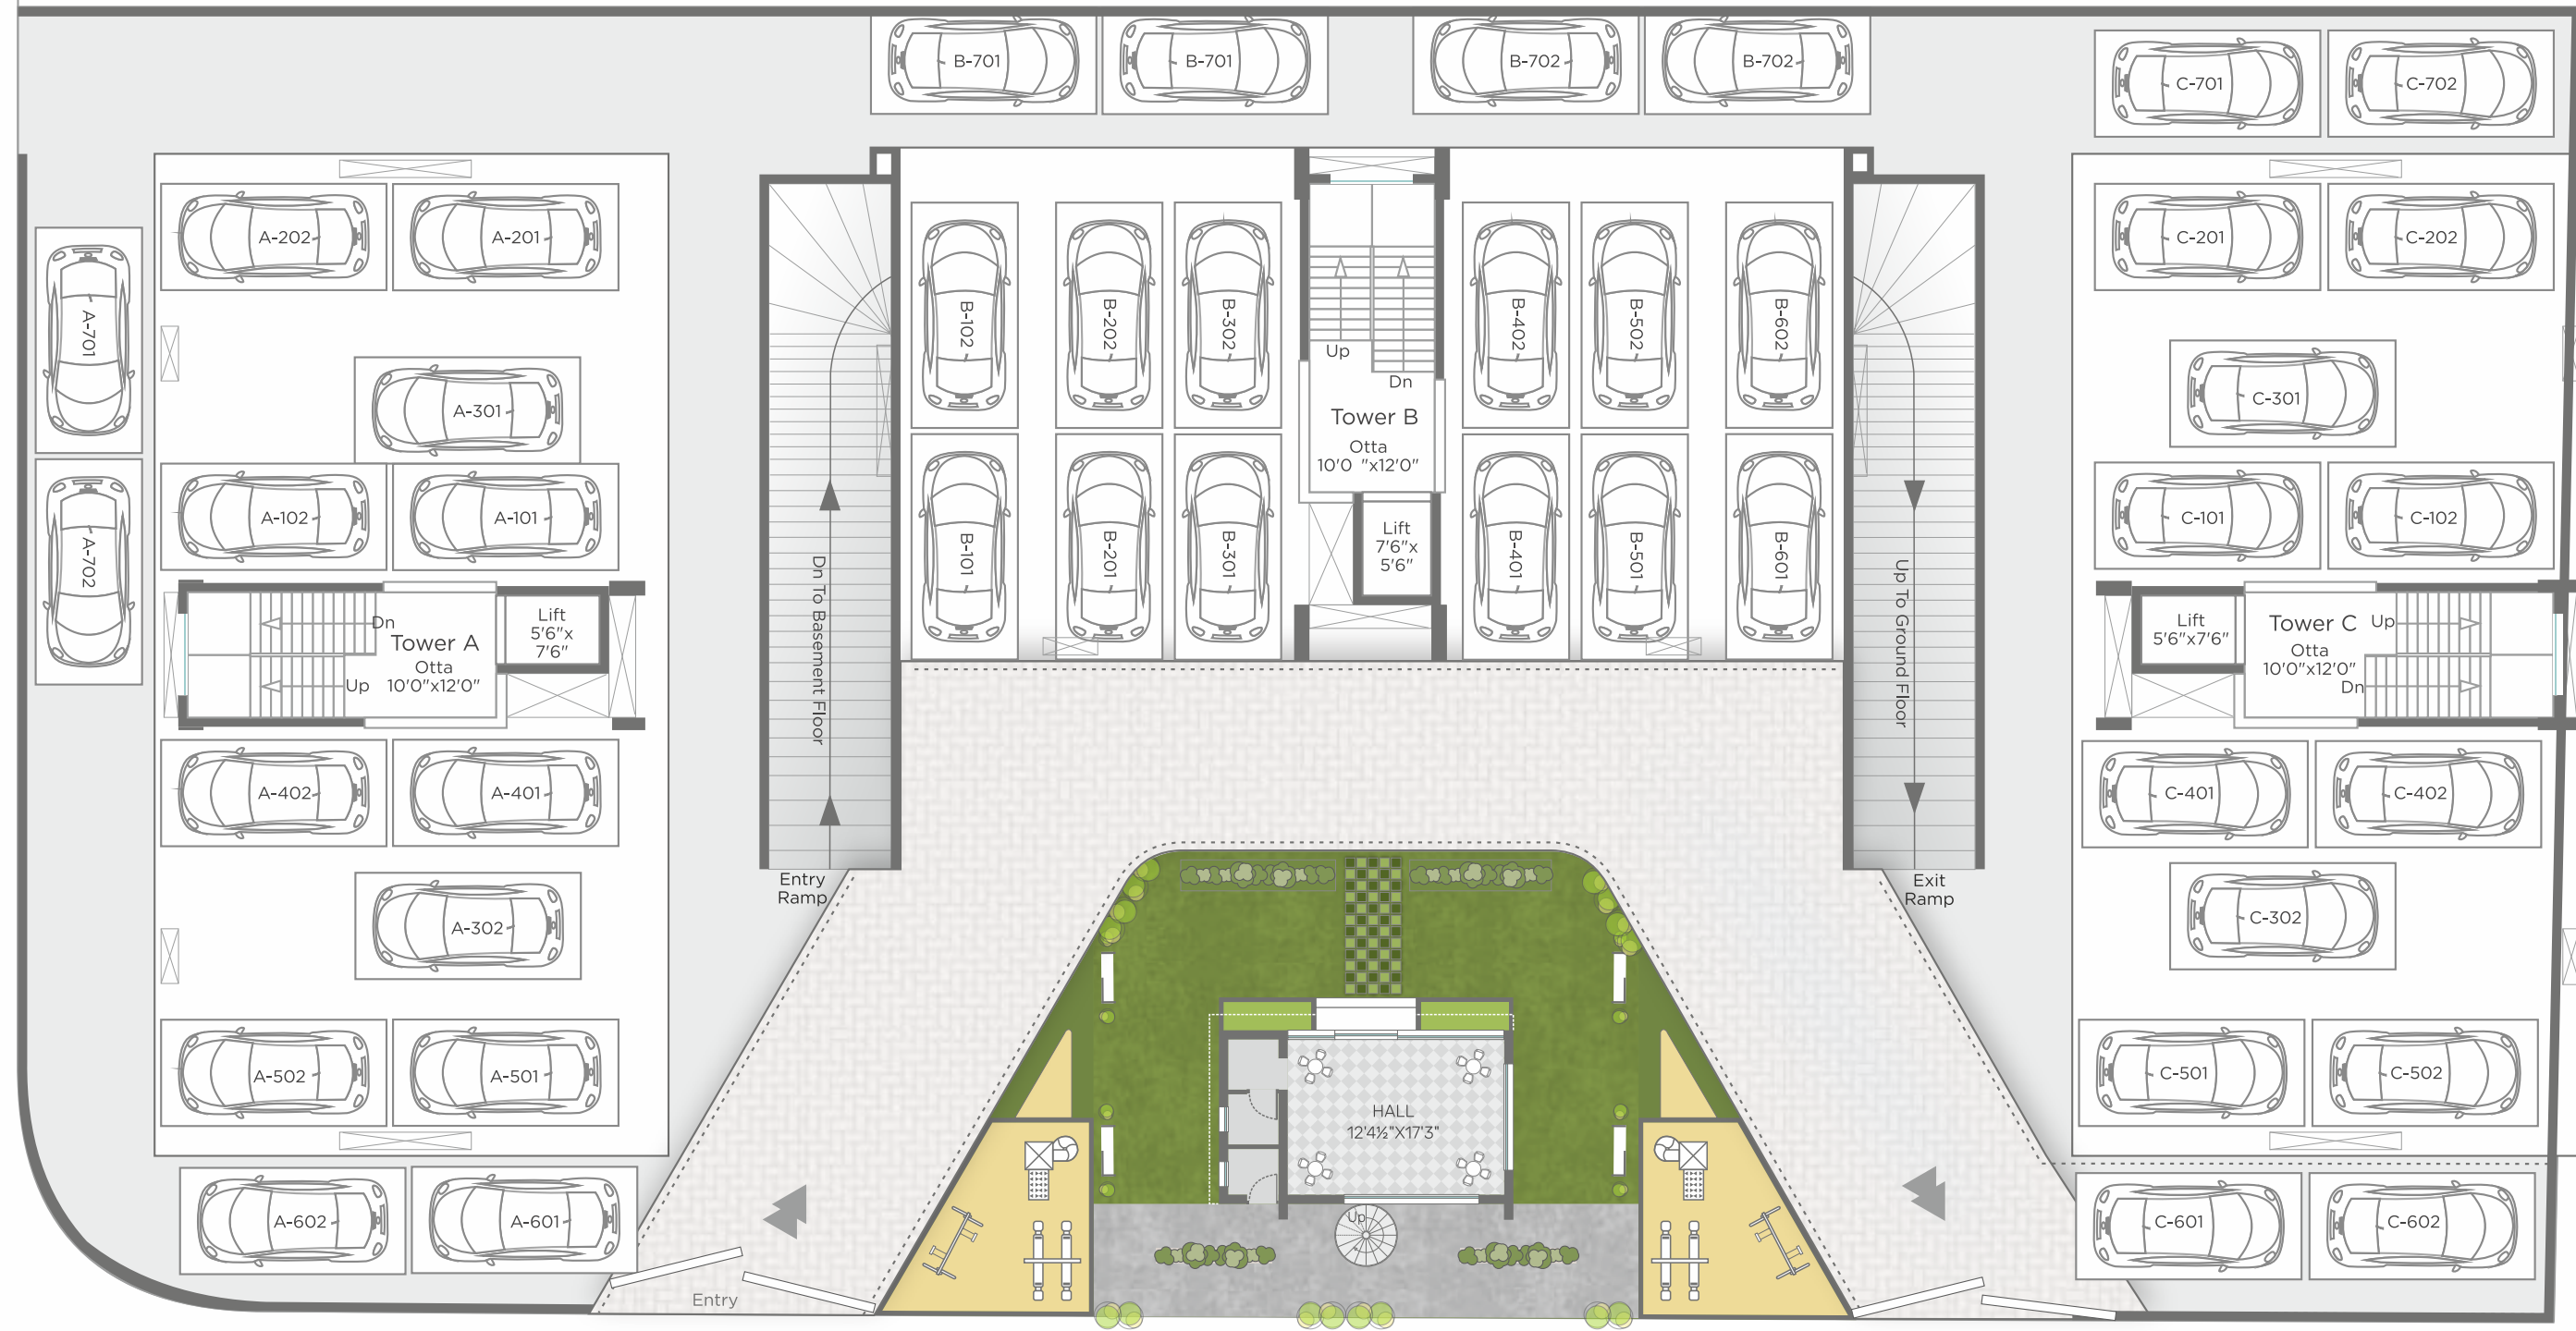 B-701
B-701
B-702
B-702
C-701
C-702
A-202
A-201
C-201
C-202
A-701
B-102
B-202
B-302
B-402
B-502
B-602
Up
Dn
A-301
C-301
Tower B
Otta
10'0 "x12'0"
A-102
A-101
C-101
C-102
A-702
B-101
B-201
B-301
Lift
7'6"x
5'6"
B-401
B-501
B-601
Dn To Basement Floor
Up To Ground Floor
Dn
Up
Tower A
Otta
10'0"x12'0"
Lift
5'6"x
7'6"
Lift
5'6"x7'6"
Tower C
Otta
10'0"x12'0"
Up
Dn
A-402
A-401
C-401
C-402
Entry
Ramp
Exit
Ramp
A-302
C-302
A-502
A-501
C-501
C-502
HALL
12'4½"X17'3"
A-602
A-601
Up
C-601
C-602
Entry